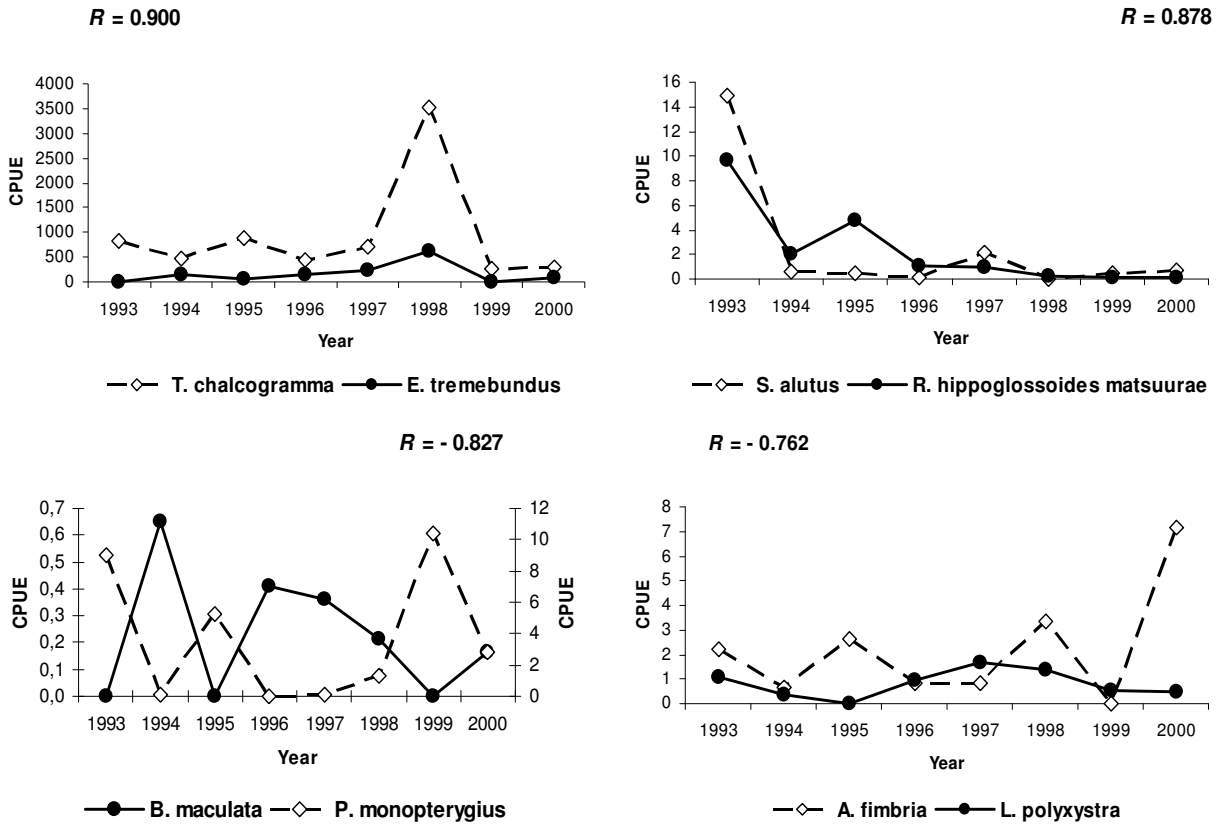 R = 0.900
R = 0.878
4000
3500
3000
2500
2000
1500
1000
500
0
CPUE
1993 1994 1995 1996 1997 1998 1999 2000
Year
T. chalcogramma E. tremebundus
16
14
12
10
8
6
4
2
0
CPUE
1993 1994 1995 1996 1997 1998 1999 2000
Year
S. alutus R. hippoglossoides matsuurae
R = - 0.827
R = - 0.762
0,7
0,6
0,5
0,4
0,3
0,2
0,1
0,0
CPUE
12
10
8
6
4
2
0
CPUE
1993 1994 1995 1996 1997 1998 1999 2000
Year
B. maculata P. monopterygius
8
7
6
5
4
3
2
1
0
CPUE
1993 1994 1995 1996 1997 1998 1999 2000
Year
A. fimbria L. polyxystra